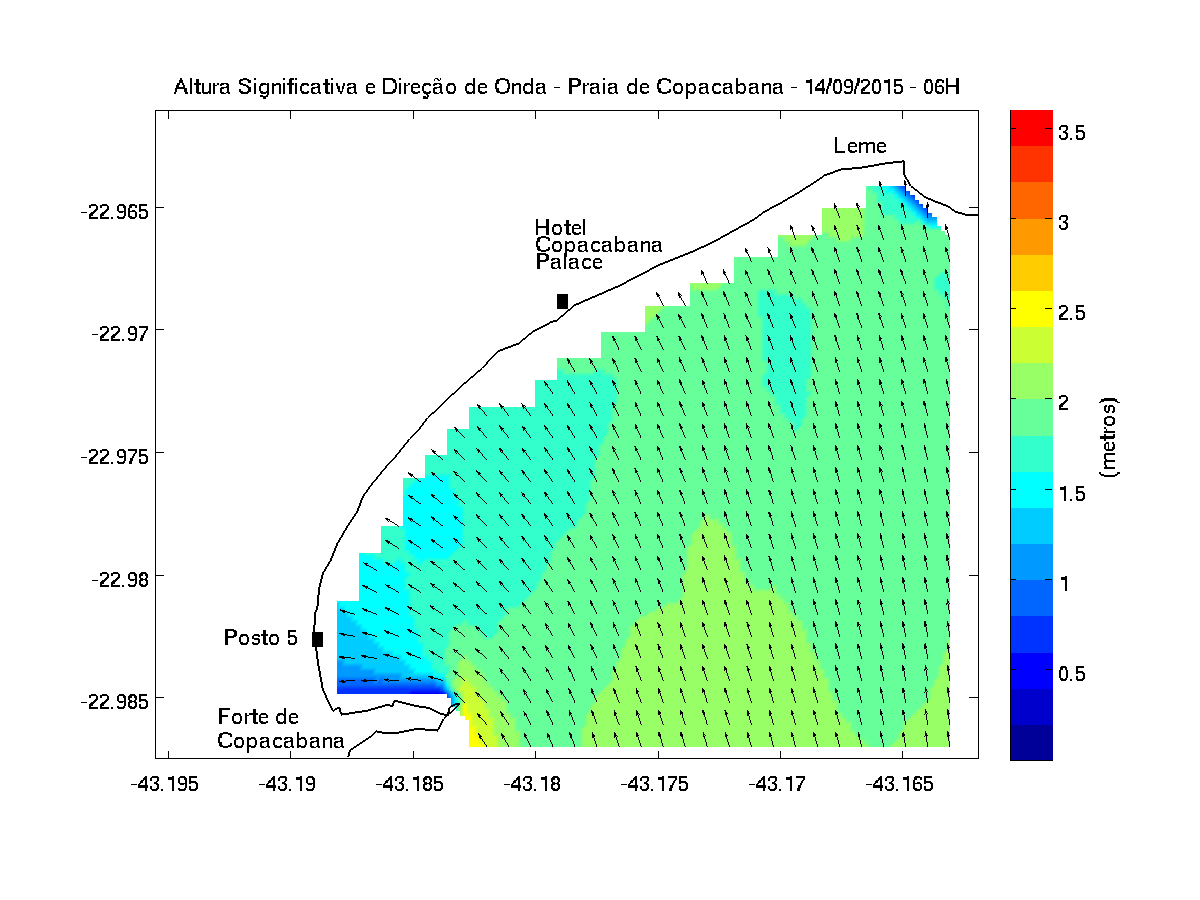 Altura Significativa e Direção de Onda - Praia de Copacabana - 14/09/2015 - 06H
Leme
Hotel
Copacabana
Palace
Posto 5
Forte de
Copacabana
-22.965
-22.97
-22.975
-22.98
-22.985
-43.195
-43.19
-43.185
-43.18
-43.175
-43.17
-43.165
3.5
3
2.5
2
1.5
1
0.5
(metros)